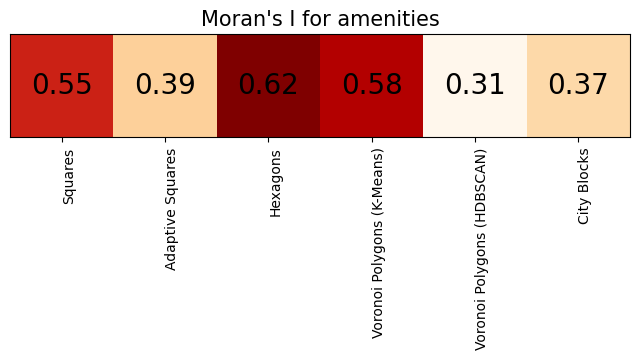 Moran's I for amenities
0.55 0.39 0.62 0.58 0.31 0.37
Squares
Adaptive Squares
Hexagons
Voronoi Polygons (K-Means)
Voronoi Polygons (HDBSCAN)
City Blocks